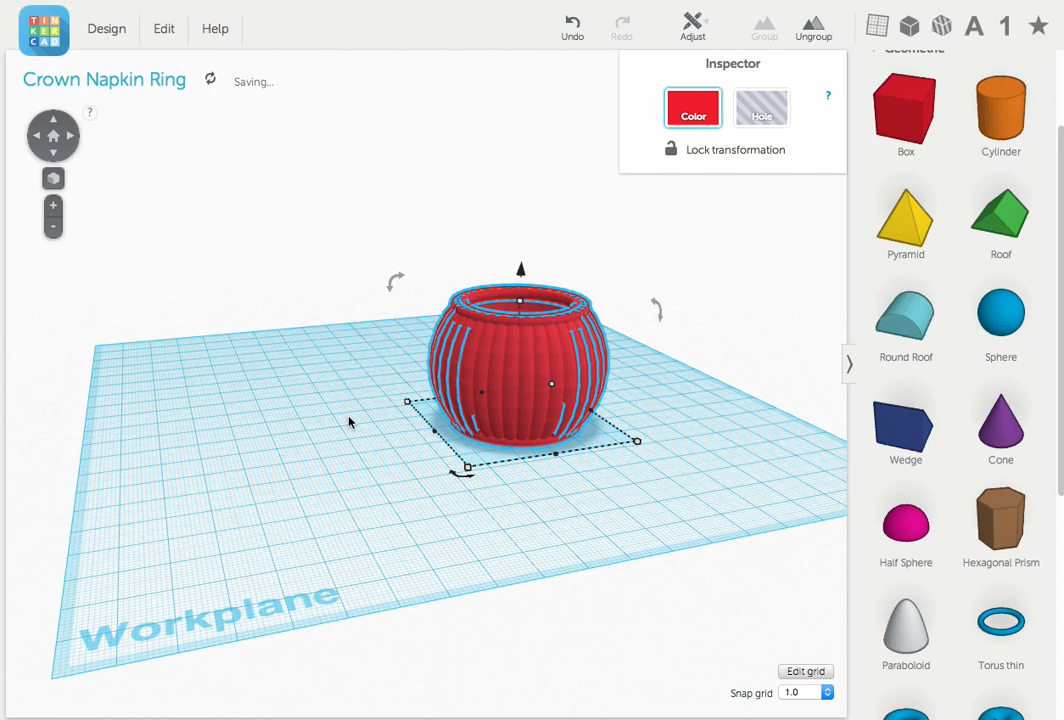 TIN
KER
CAD
Design
Edit
Help
Undo
Redo
Adjust
Group
Ungroup
A
1
Crown Napkin Ring
Saving...
?
Inspector
Color
Hole
?
Lock transformation
Geometric
Box
Cylinder
Pyramid
Roof
Round Roof
Sphere
Wedge
Cone
Half Sphere
Hexagonal Prism
Paraboloid
Torus thin
Workplane
Edit grid
Snap grid
1.0